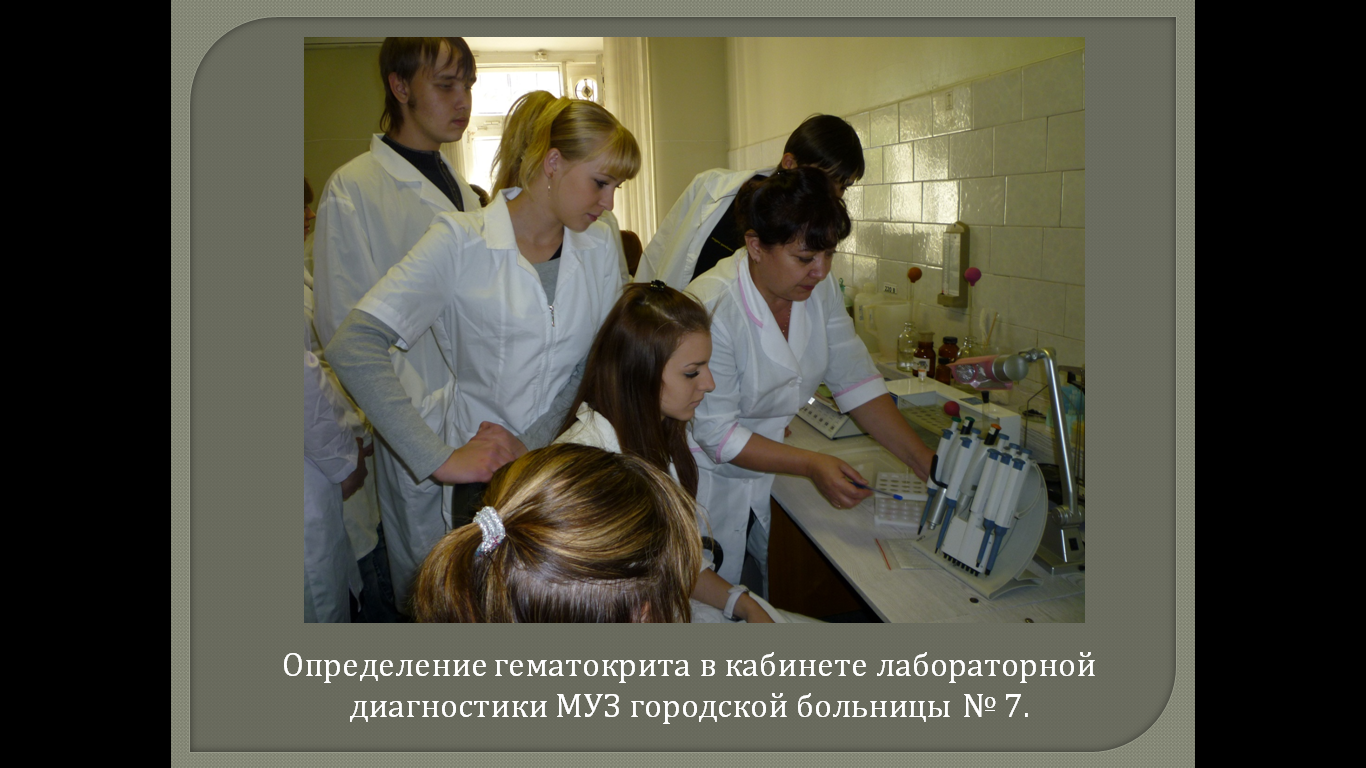 Определение гематокрита в кабинете лабораторной
диагностики МУЗ городской больницы № 7.